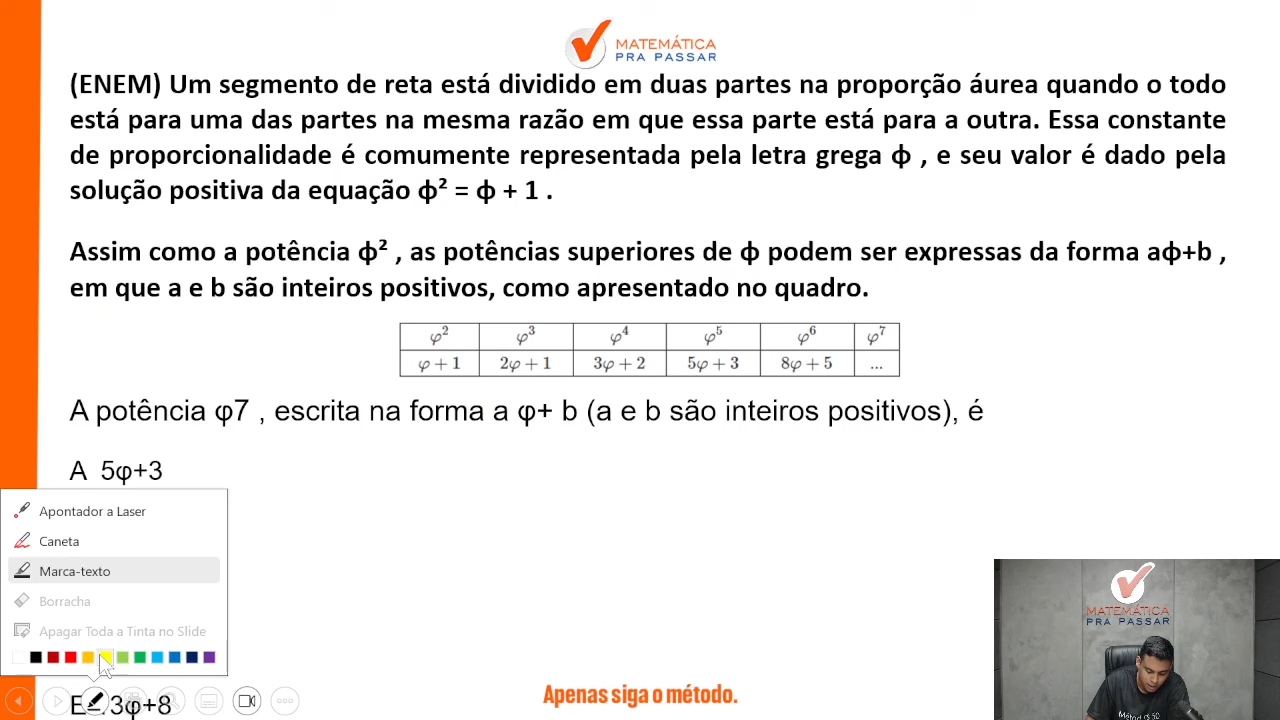 MATEMÁTICA
PRA PASSAR
(ENEM) Um segmento de reta está dividido em duas partes na proporção áurea quando o todo
está para uma das partes na mesma razão em que essa parte está para a outra. Essa constante
de proporcionalidade é comumente representada pela letra grega ϕ , e seu valor é dado pela
solução positiva da equação ϕ² = ϕ + 1 .
Assim como a potência ϕ² , as potências superiores de ϕ podem ser expressas da forma aϕ+b ,
em que a e b são inteiros positivos, como apresentado no quadro.
φ² φ³ φ⁴ φ⁵ φ⁶ φ⁷
φ + 1 2φ + 1 3φ + 2 5φ + 3 8φ + 5 ...
A potência φ7 , escrita na forma a φ+ b (a e b são inteiros positivos), é
A 5φ+3
Apontador a Laser
Caneta
Marca-texto
Borracha
Apagar Toda a Tinta no Slide
3φ+8
Apenas siga o método.
MATEMÁTICA
PRA PASSAR